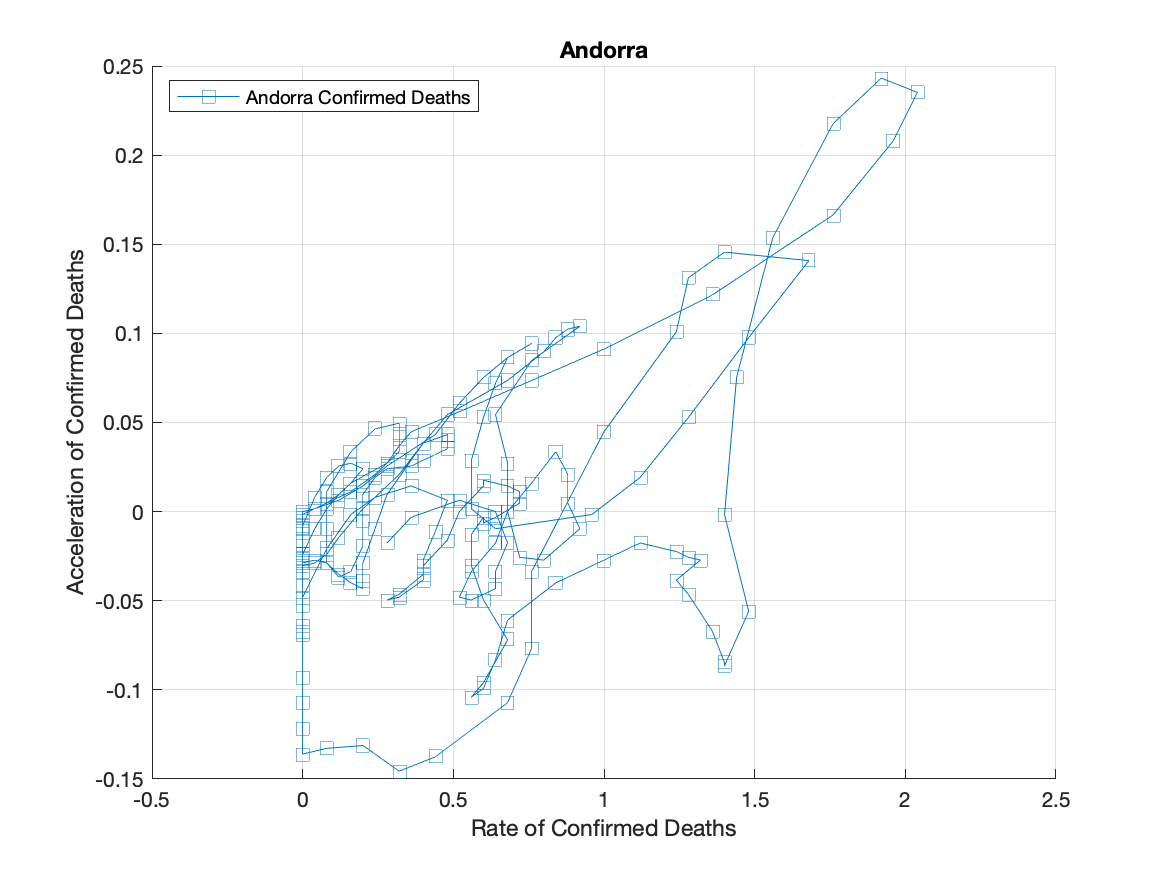 Andorra
Andorra Confirmed Deaths
Acceleration of Confirmed Deaths
0.25
0.2
0.15
0.1
0.05
0
-0.05
-0.1
-0.15
-0.5 0 0.5 1 1.5 2 2.5
Rate of Confirmed Deaths